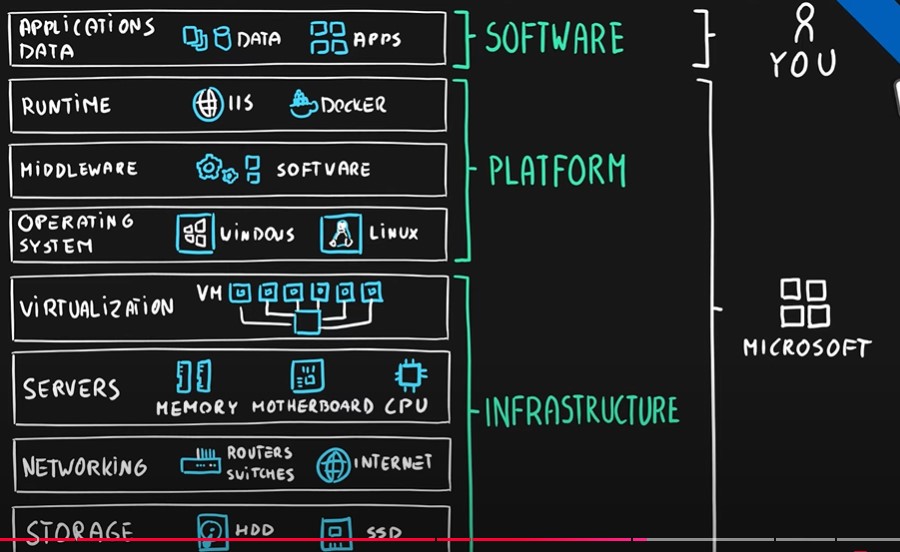 APPLICATIONS
DATA
DATA
APPS
SOFTWARE
YOU
RUNTIME
IIS
DOCKER
MIDDLEWARE
SOFTWARE
PLATFORM
OPERATING
SYSTEM
WINDOWS
LINUX
VIRTUALIZATION
VM
MICROSOFT
SERVERS
MEMORY
MOTHERBOARD
CPU
INFRASTRUCTURE
NETWORKING
ROUTERS
SWITCHES
INTERNET
STORAGE
HDD
SSD